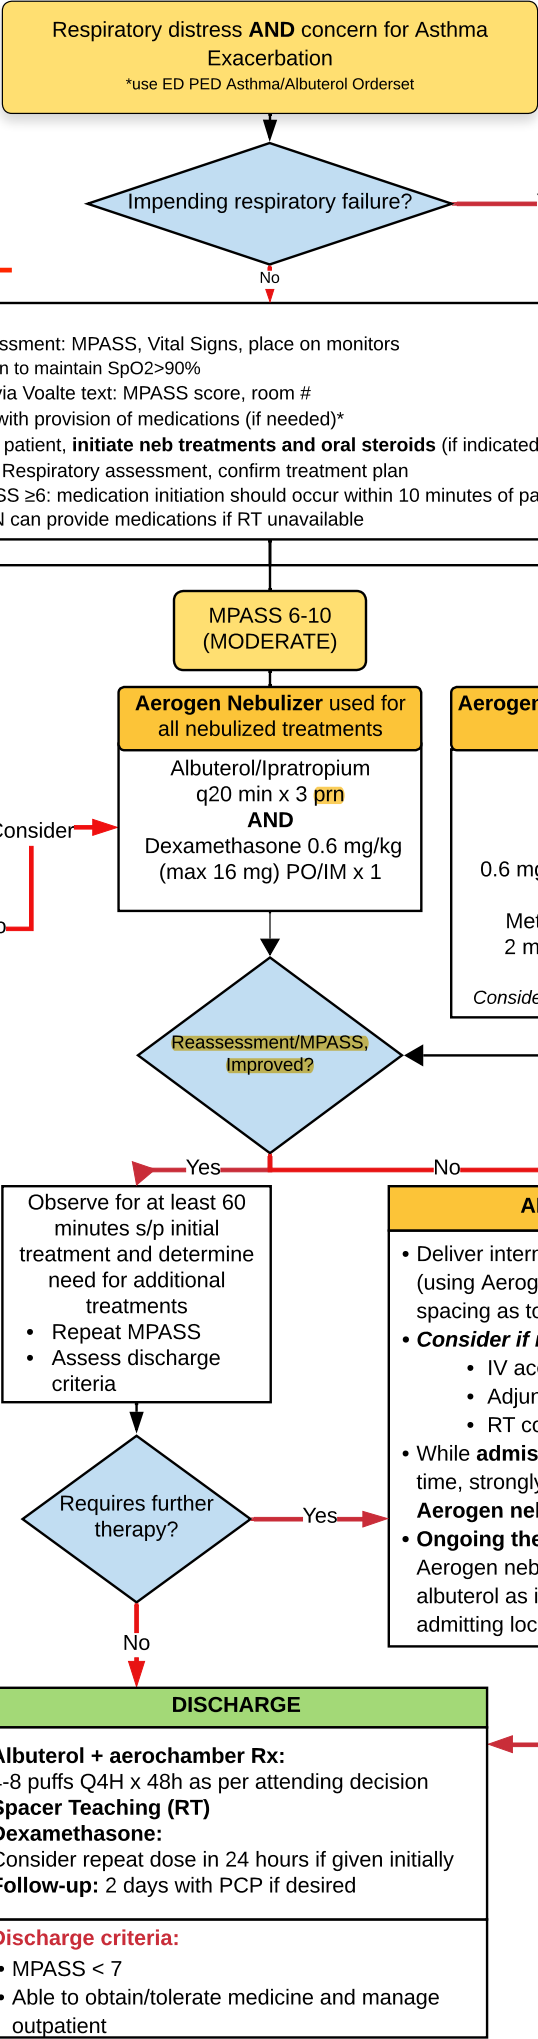 Respiratory distress AND concern for Asthma
Exacerbation
*use ED PED Asthma/Albuterol Orderset
Impending respiratory failure?
No
ssment: MPASS, Vital Signs, place on monitors
n to maintain SpO2>90%
via Voalte text: MPASS score, room #
with provision of medications (if needed)*
patient, initiate neb treatments and oral steroids (if indicated
Respiratory assessment, confirm treatment plan
SS ≥6: medication initiation should occur within 10 minutes of pa
N can provide medications if RT unavailable
MPASS 6-10
(MODERATE)
Aerogen Nebulizer used for
all nebulized treatments
Albuterol/Ipratropium
q20 min x 3 prn
AND
Dexamethasone 0.6 mg/kg
(max 16 mg) PO/IM x 1
Consider
Aerogen
0.6 mg
Met
2 m
Conside
Reassessment/MPASS,
Improved?
Yes
No
Observe for at least 60
minutes s/p initial
treatment and determine
need for additional
treatments
• Repeat MPASS
• Assess discharge
criteria
• Deliver interm
(using Aerog
spacing as to
• Consider if
• IV acc
• Adjun
• RT co
• While admis
time, strongly
Aerogen neb
• Ongoing the
Aerogen neb
albuterol as i
admitting loc
Requires further
therapy?
Yes
No
DISCHARGE
Albuterol + aerochamber Rx:
4-8 puffs Q4H x 48h as per attending decision
Spacer Teaching (RT)
Dexamethasone:
Consider repeat dose in 24 hours if given initially
Follow-up: 2 days with PCP if desired
Discharge criteria:
• MPASS < 7
• Able to obtain/tolerate medicine and manage
outpatient